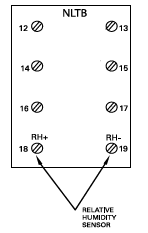 NLTB
12 13
14 15
16 17
RH+ RH-
18 19
RELATIVE
HUMIDITY
SENSOR